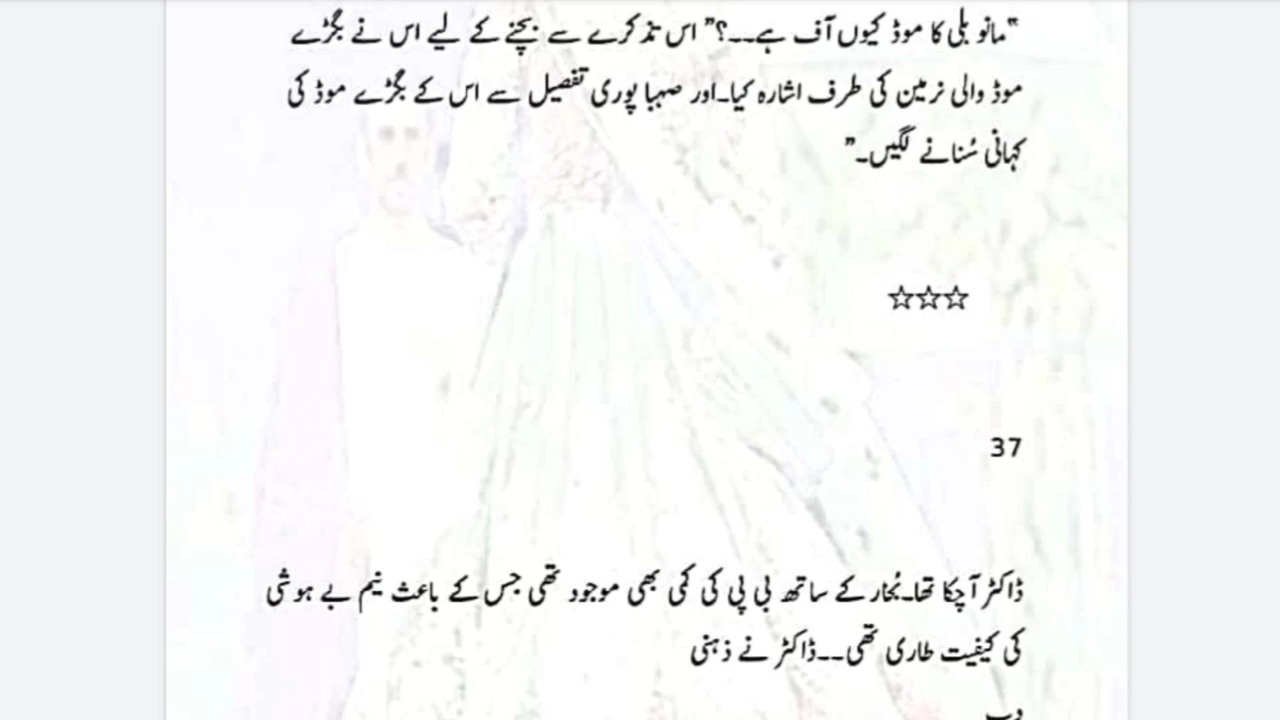 "مانو بلی کا موڈ کیوں آف ہے۔۔؟" اس تذکرے سے بچنے کے لیے اس نے بگڑے
موڈ والی نرمین کی طرف اشارہ کیا۔اور صہبا پوری تفصیل سے اس کے بگڑے موڈ کی
کہانی سُنانے لگیں۔"
☆☆☆
37
ڈاکٹر آچکا تھا۔بُخار کے ساتھ بی پی کی کمی بھی موجود تھی جس کے باعث نیم بے ہوشی
کی کیفیت طاری تھی۔۔ڈاکٹر نے ذہنی